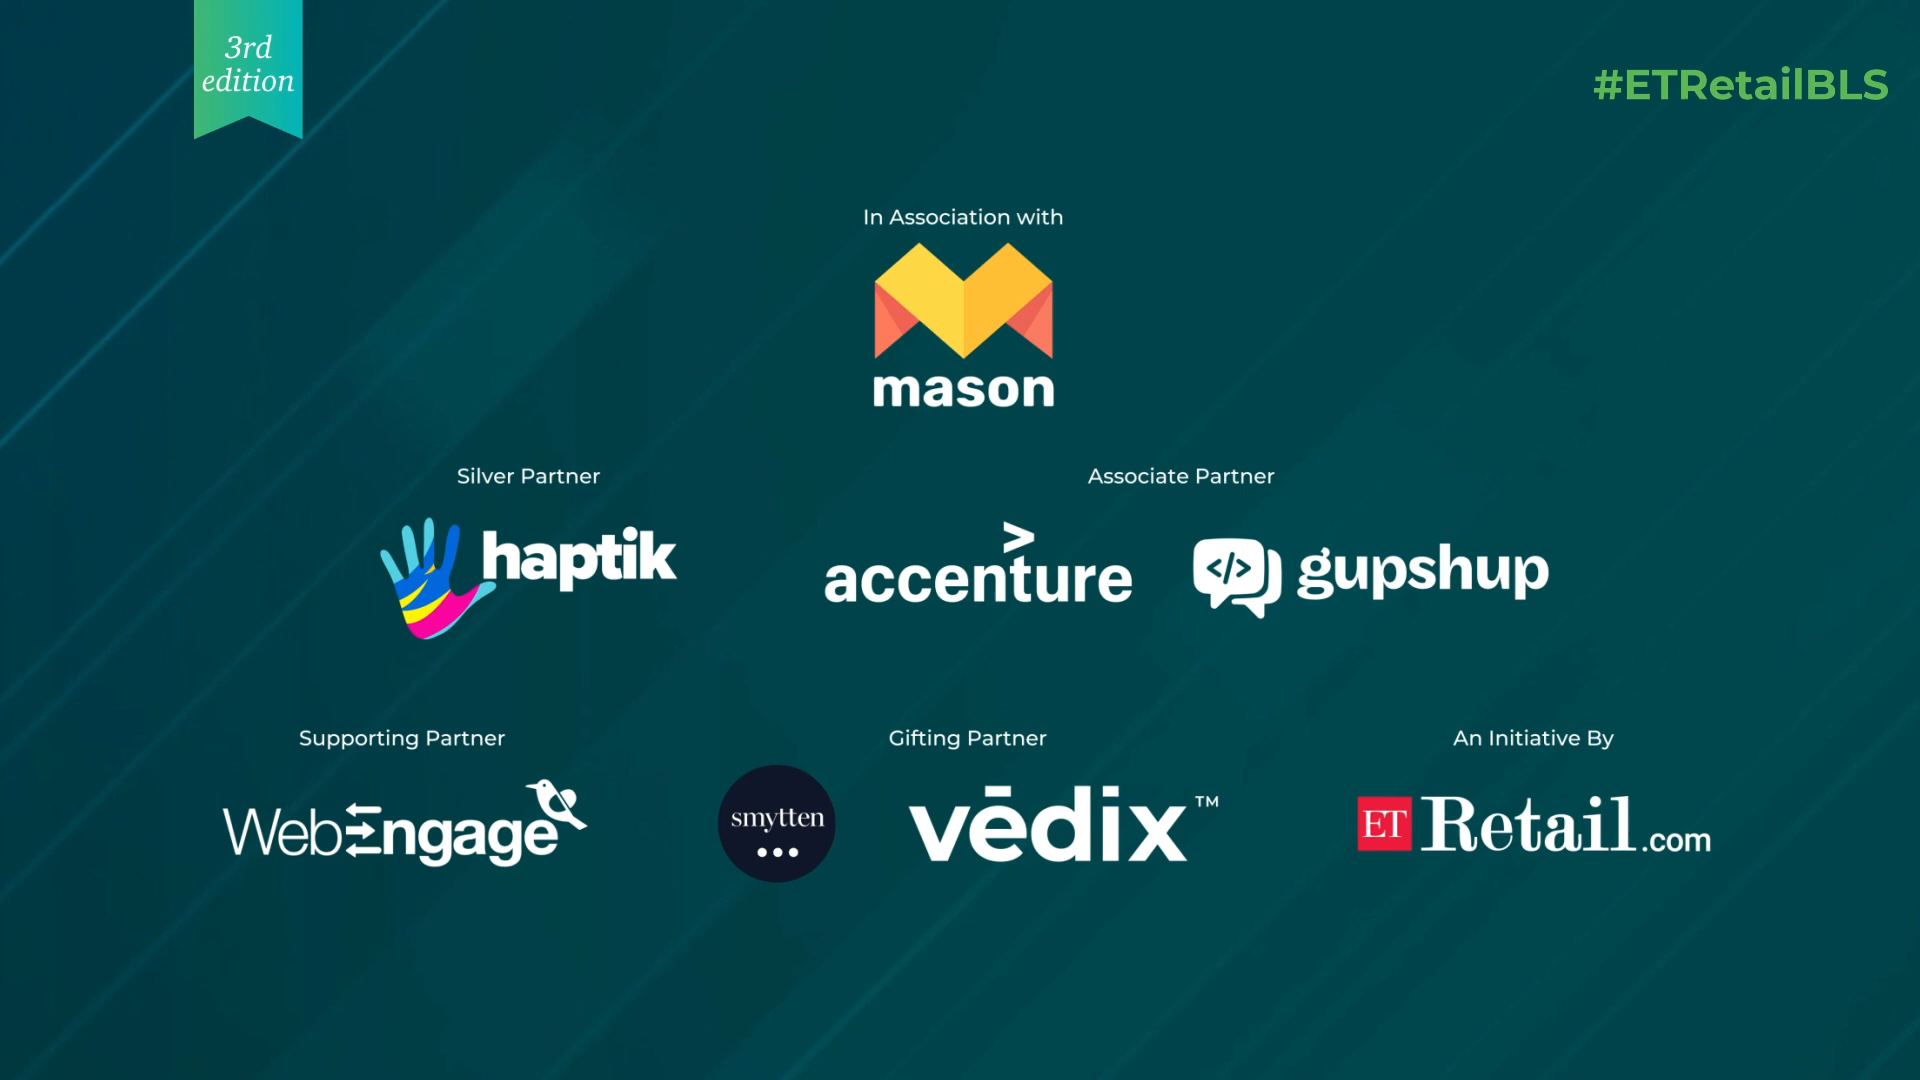 3rd
edition
#ETRetailBLS
In Association with
mason
Silver Partner
Associate Partner
haptik
>
accenture
</>
gupshup
Supporting Partner
Gifting Partner
An Initiative By
WebEngage
smytten
vēdix™
ET Retail.com